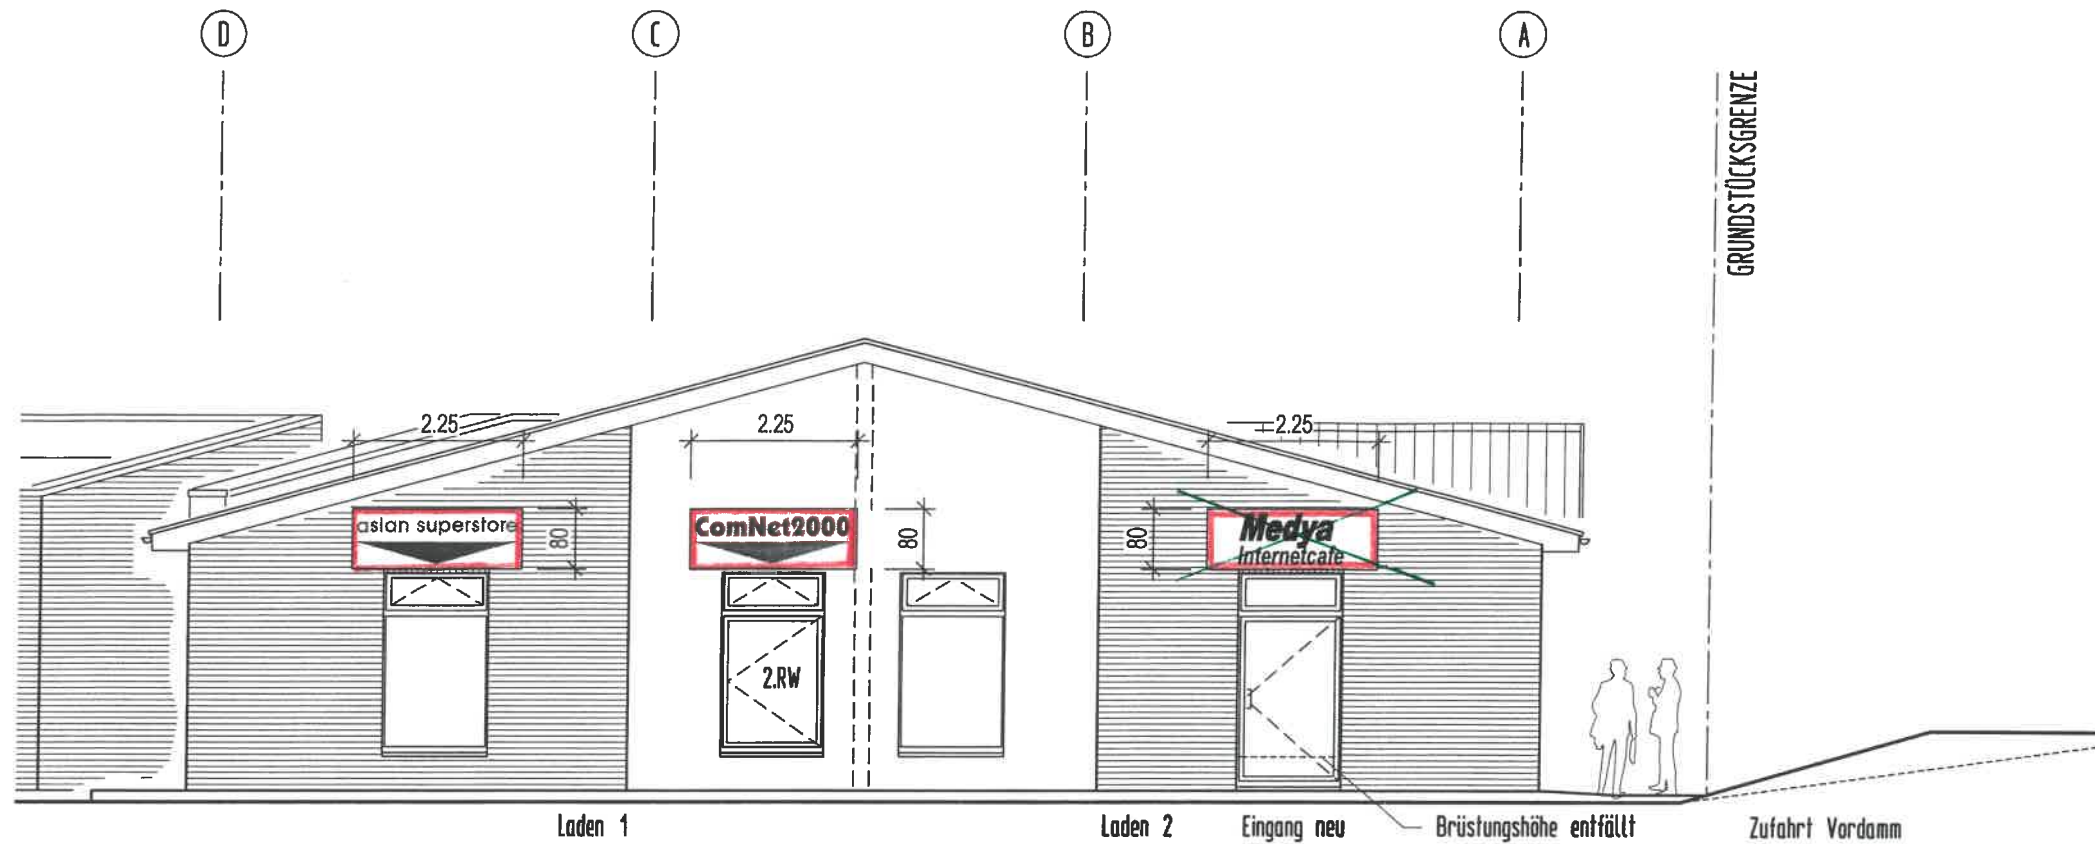 D
C
B
A
GRUNDSTÜCKSGRENZE
2.25
2.25
2.25
asian superstore
80
ComNet2000
80
80
Medya
Internetcafe
2.RW
Laden 1
Laden 2
Eingang neu
Brüstungshöhe entfällt
Zufahrt Vordamm